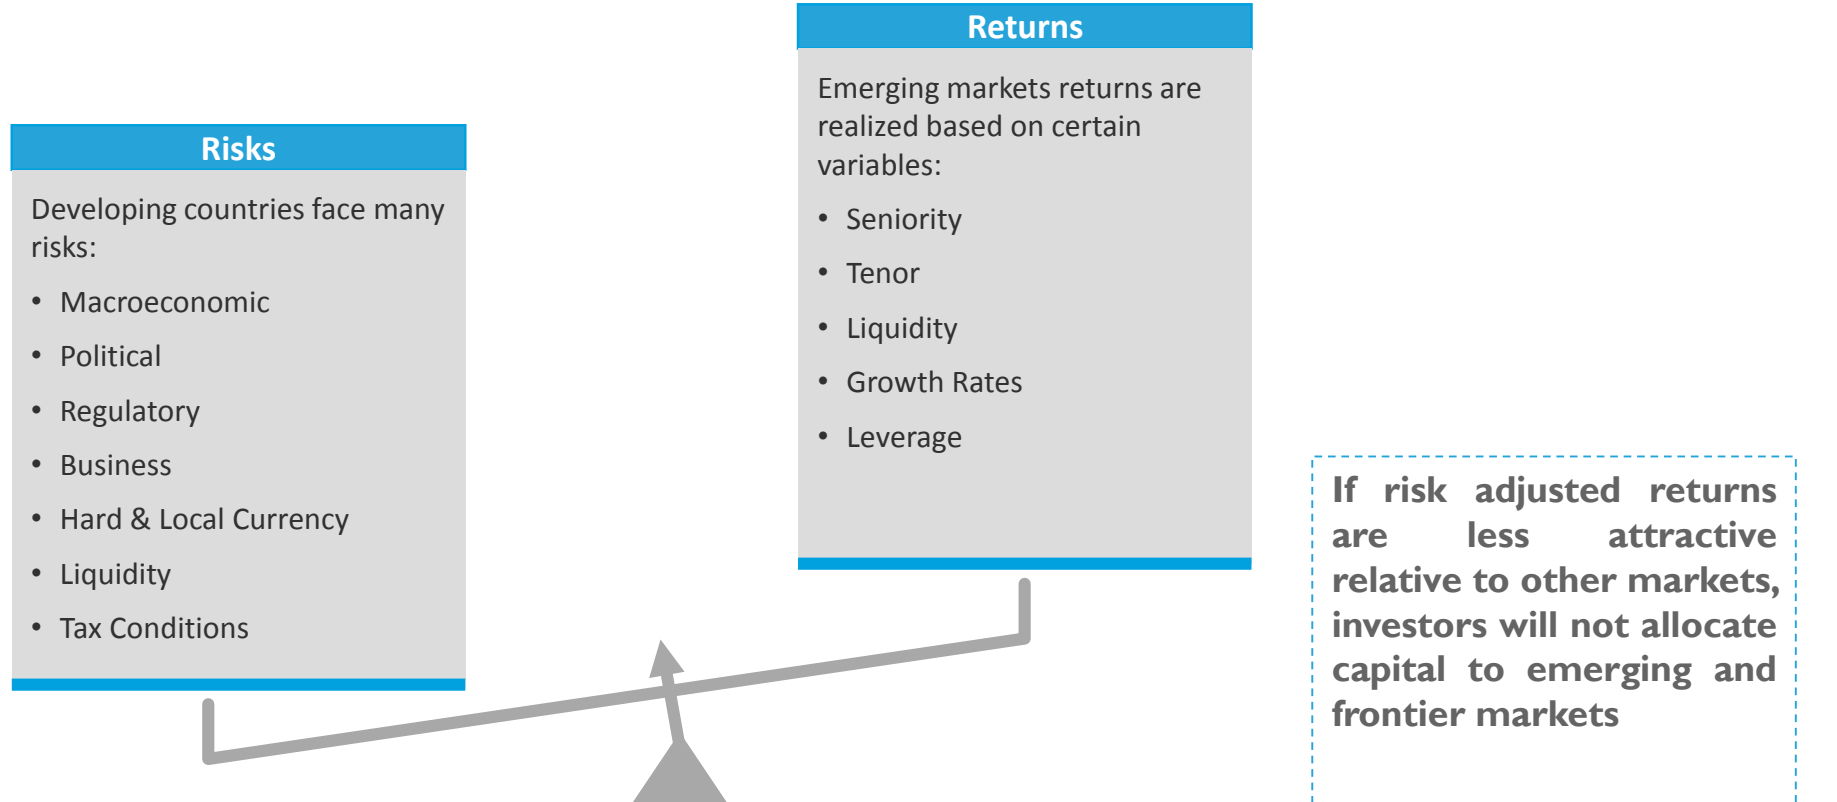 Risks
Developing countries face many
risks:
• Macroeconomic
• Political
• Regulatory
• Business
• Hard & Local Currency
• Liquidity
• Tax Conditions
Returns
Emerging markets returns are
realized based on certain
variables:
• Seniority
• Tenor
• Liquidity
• Growth Rates
• Leverage
If risk adjusted returns
are less attractive
relative to other markets,
investors will not allocate
capital to emerging and
frontier markets